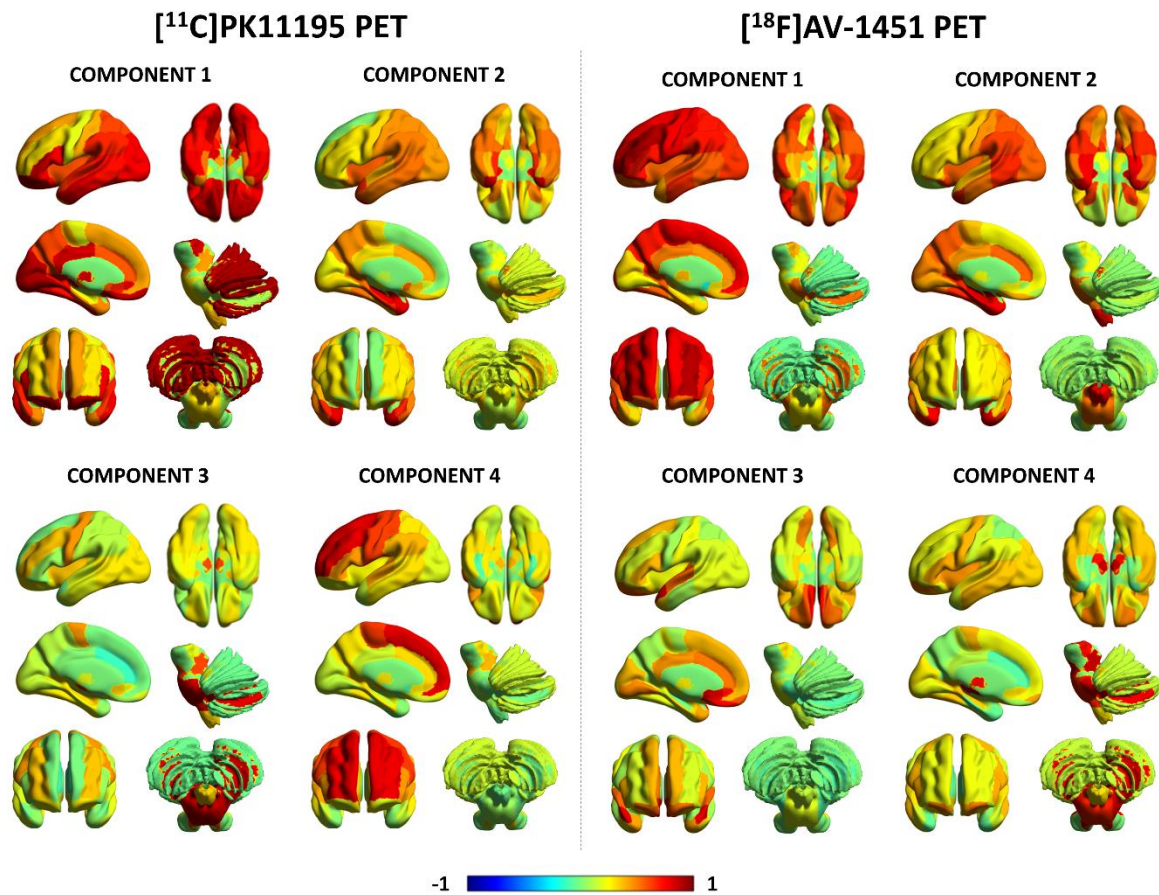 [¹¹C]PK11195 PET
[¹⁸F]AV-1451 PET
COMPONENT 1
COMPONENT 2
COMPONENT 1
COMPONENT 2
COMPONENT 3
COMPONENT 4
COMPONENT 3
COMPONENT 4
-1
1